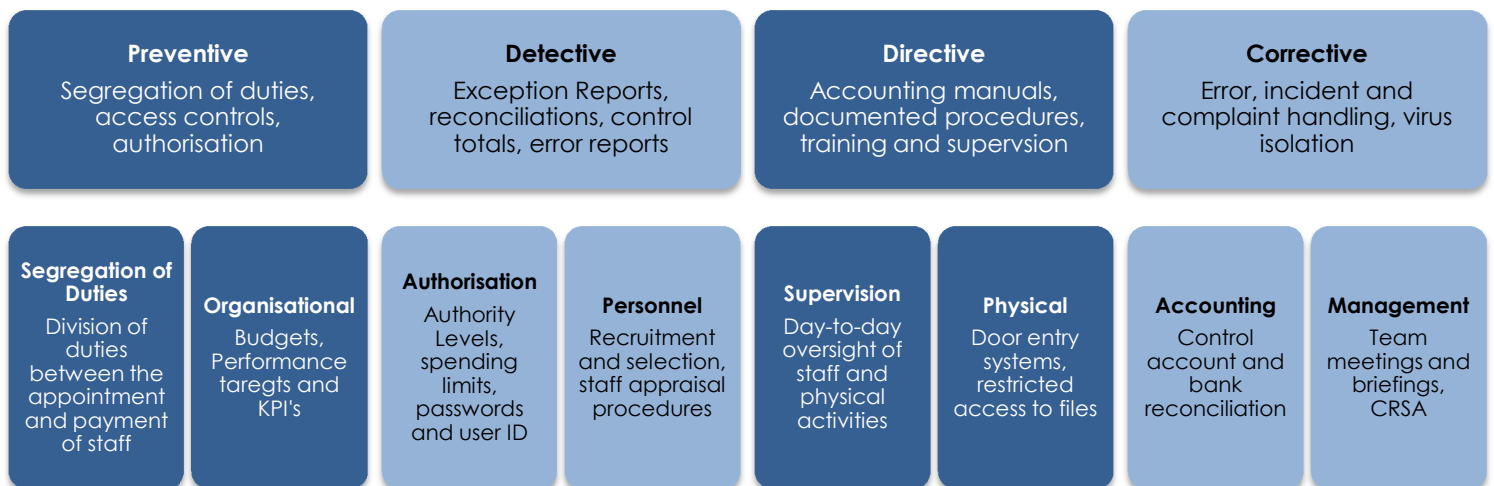 Preventive
Segregation of duties,
access controls,
authorisation
Detective
Exception Reports,
reconciliations, control
totals, error reports
Directive
Accounting manuals,
documented procedures,
training and supervsion
Corrective
Error, incident and
complaint handling, virus
isolation
Segregation of
Duties
Division of
duties
between the
appointment
and payment
of staff
Organisational
Budgets,
Performance
taregts and
KPI's
Authorisation
Authority
Levels,
spending
limits,
passwords
and user ID
Personnel
Recruitment
and selection,
staff appraisal
procedures
Supervision
Day-to-day
oversight of
staff and
physical
activities
Physical
Door entry
systems,
restricted
access to files
Accounting
Control
account and
bank
reconciliation
Management
Team
meetings and
briefings,
CRSA